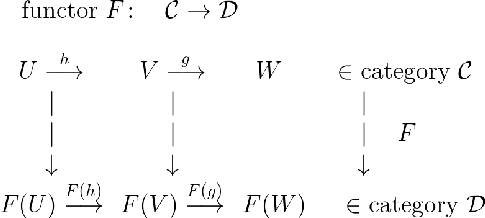 functor F: 𝒞 → 𝒟
U h→ V g→ W ∈ category 𝒞
F
F(U) F(h)→ F(V) F(g)→ F(W) ∈ category 𝒟